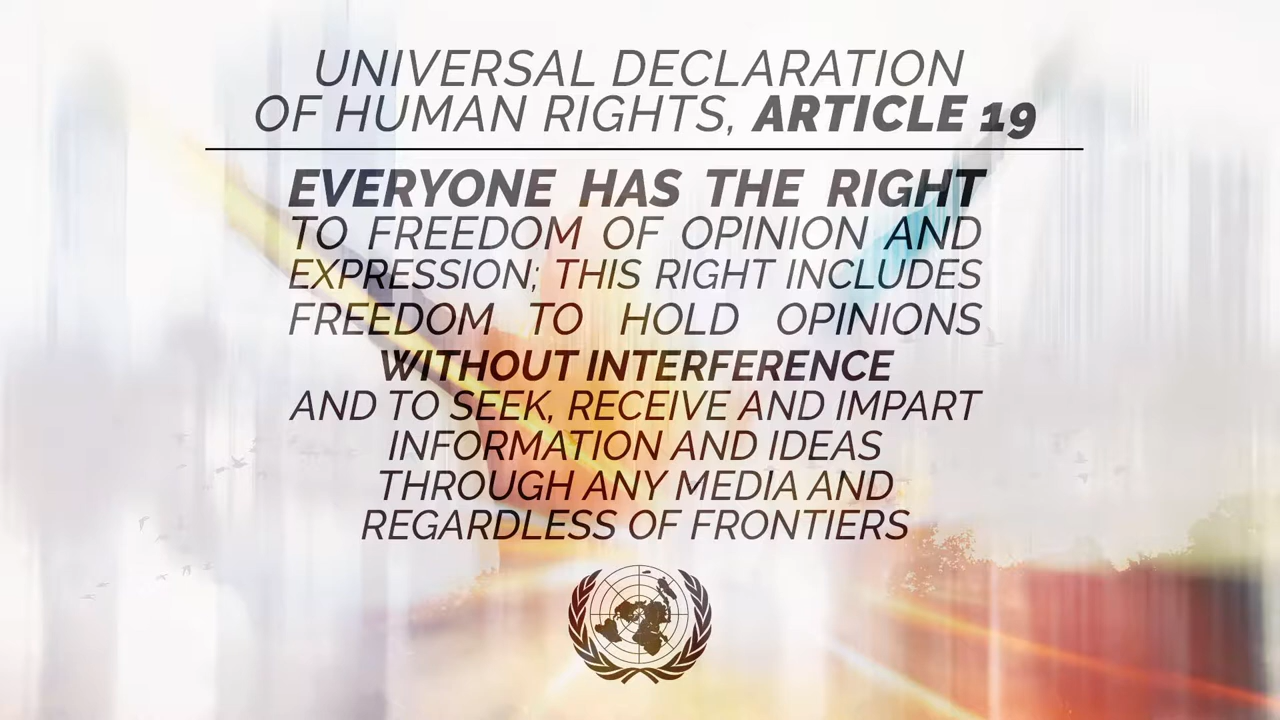 UNIVERSAL DECLARATION
OF HUMAN RIGHTS, ARTICLE 19
EVERYONE HAS THE RIGHT
TO FREEDOM OF OPINION AND
EXPRESSION; THIS RIGHT INCLUDES
FREEDOM TO HOLD OPINIONS
WITHOUT INTERFERENCE
AND TO SEEK, RECEIVE AND IMPART
INFORMATION AND IDEAS
THROUGH ANY MEDIA AND
REGARDLESS OF FRONTIERS